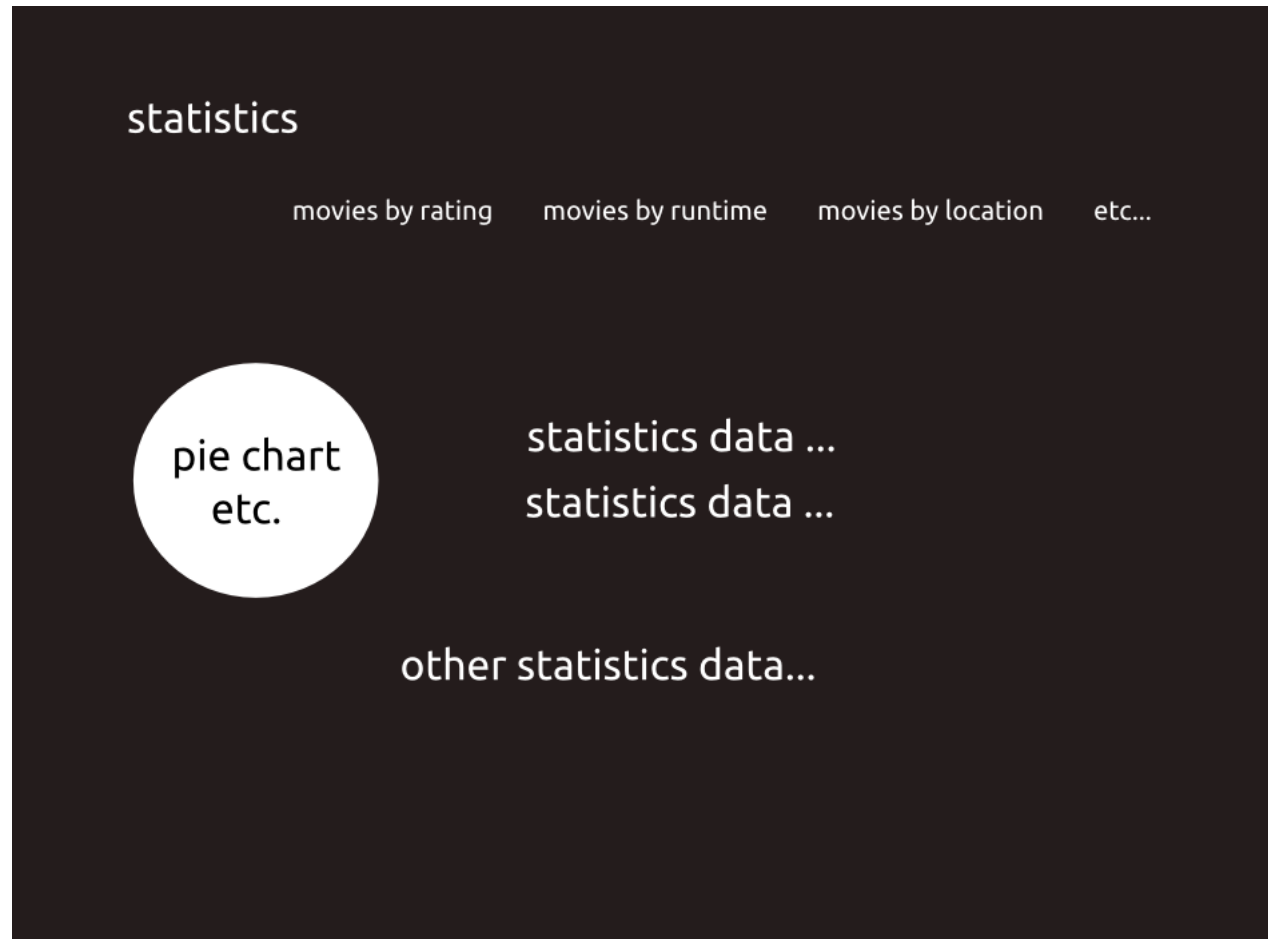 statistics
movies by rating movies by runtime movies by location etc...
pie chart
etc.
statistics data ...
statistics data ...
other statistics data...